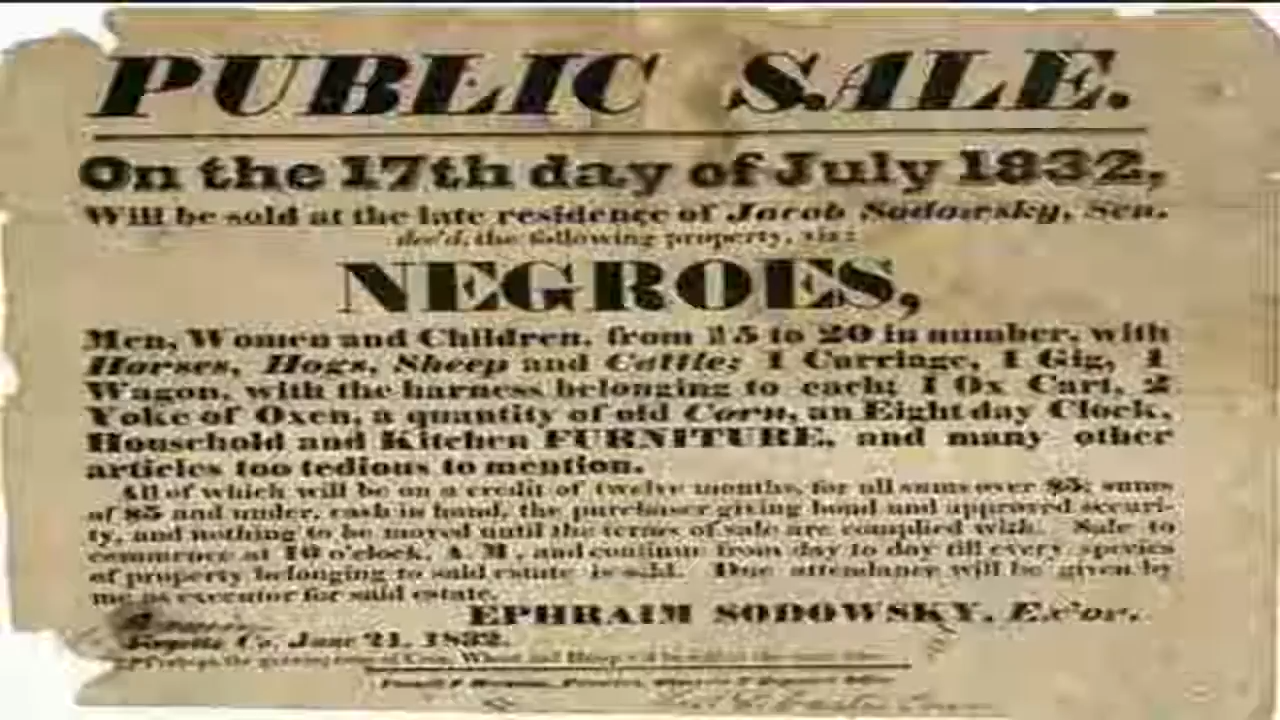 PUBLIC SALE.
On the 17th day of July 1832,
Will be sold at the late residence of Jacob Sadowsky, Sen.
dec'd, the following property, viz:
NEGROES,
Men, Women and Children, from 15 to 20 in number, with
Horses, Hogs, Sheep and Cattle; 1 Carriage, 1 Gig, 1
Wagon, with the harness belonging to each; 1 Ox Cart, 2
Yoke of Oxen, a quantity of old Corn, an Eight day Clock,
Household and Kitchen FURNITURE, and many other
articles too tedious to mention.
All of which will be on a credit of twelve months, for all sums over $5; sums
of $5 and under, cash in hand, the purchaser giving bond and approved securi-
ty, and nothing to be moved until the terms of sale are complied with. Sale to
commence at 10 o'clock, A. M., and continue from day to day till every species
of property belonging to said estate is sold. Due attendance will be given by
me as executor for said estate.
EPHRAIM SODOWSKY, Ex'or.
Co. June 21, 1832.